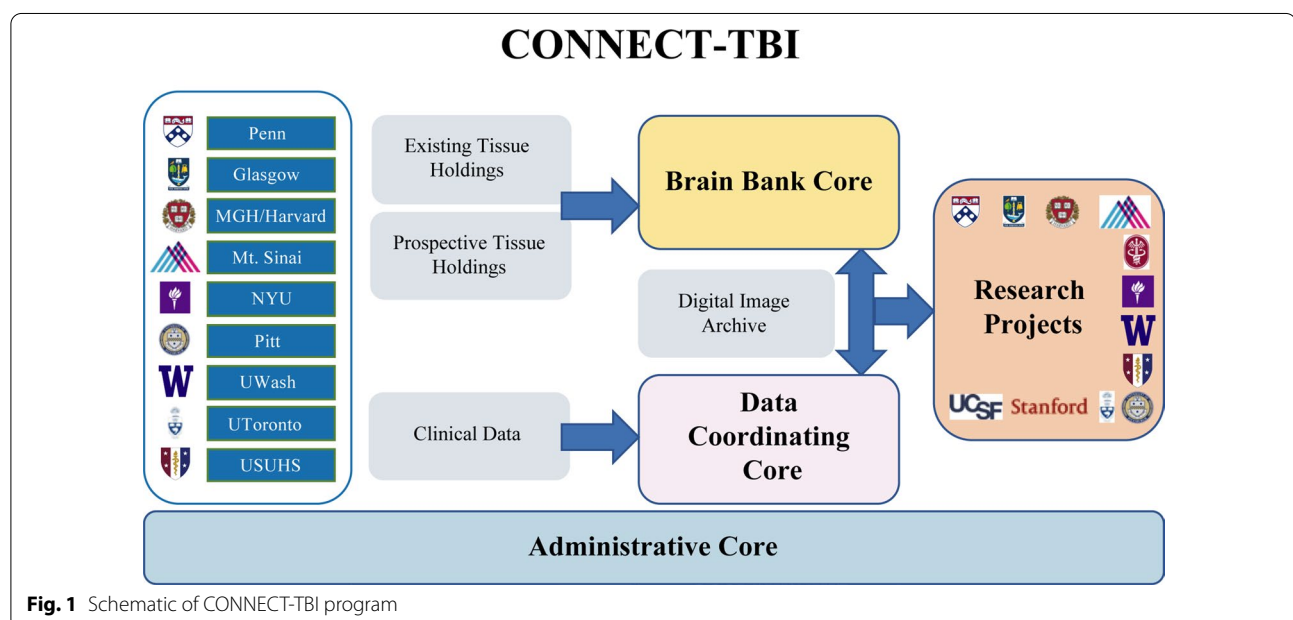 CONNECT-TBI
Penn
Glasgow
MGH/Harvard
Mt. Sinai
NYU
Pitt
UWash
UToronto
USUHS
Existing Tissue
Holdings
Prospective Tissue
Holdings
Clinical Data
Brain Bank Core
Digital Image
Archive
Data
Coordinating
Core
Research
Projects
W
W
UCSF Stanford
Administrative Core
Fig. 1 Schematic of CONNECT-TBI program